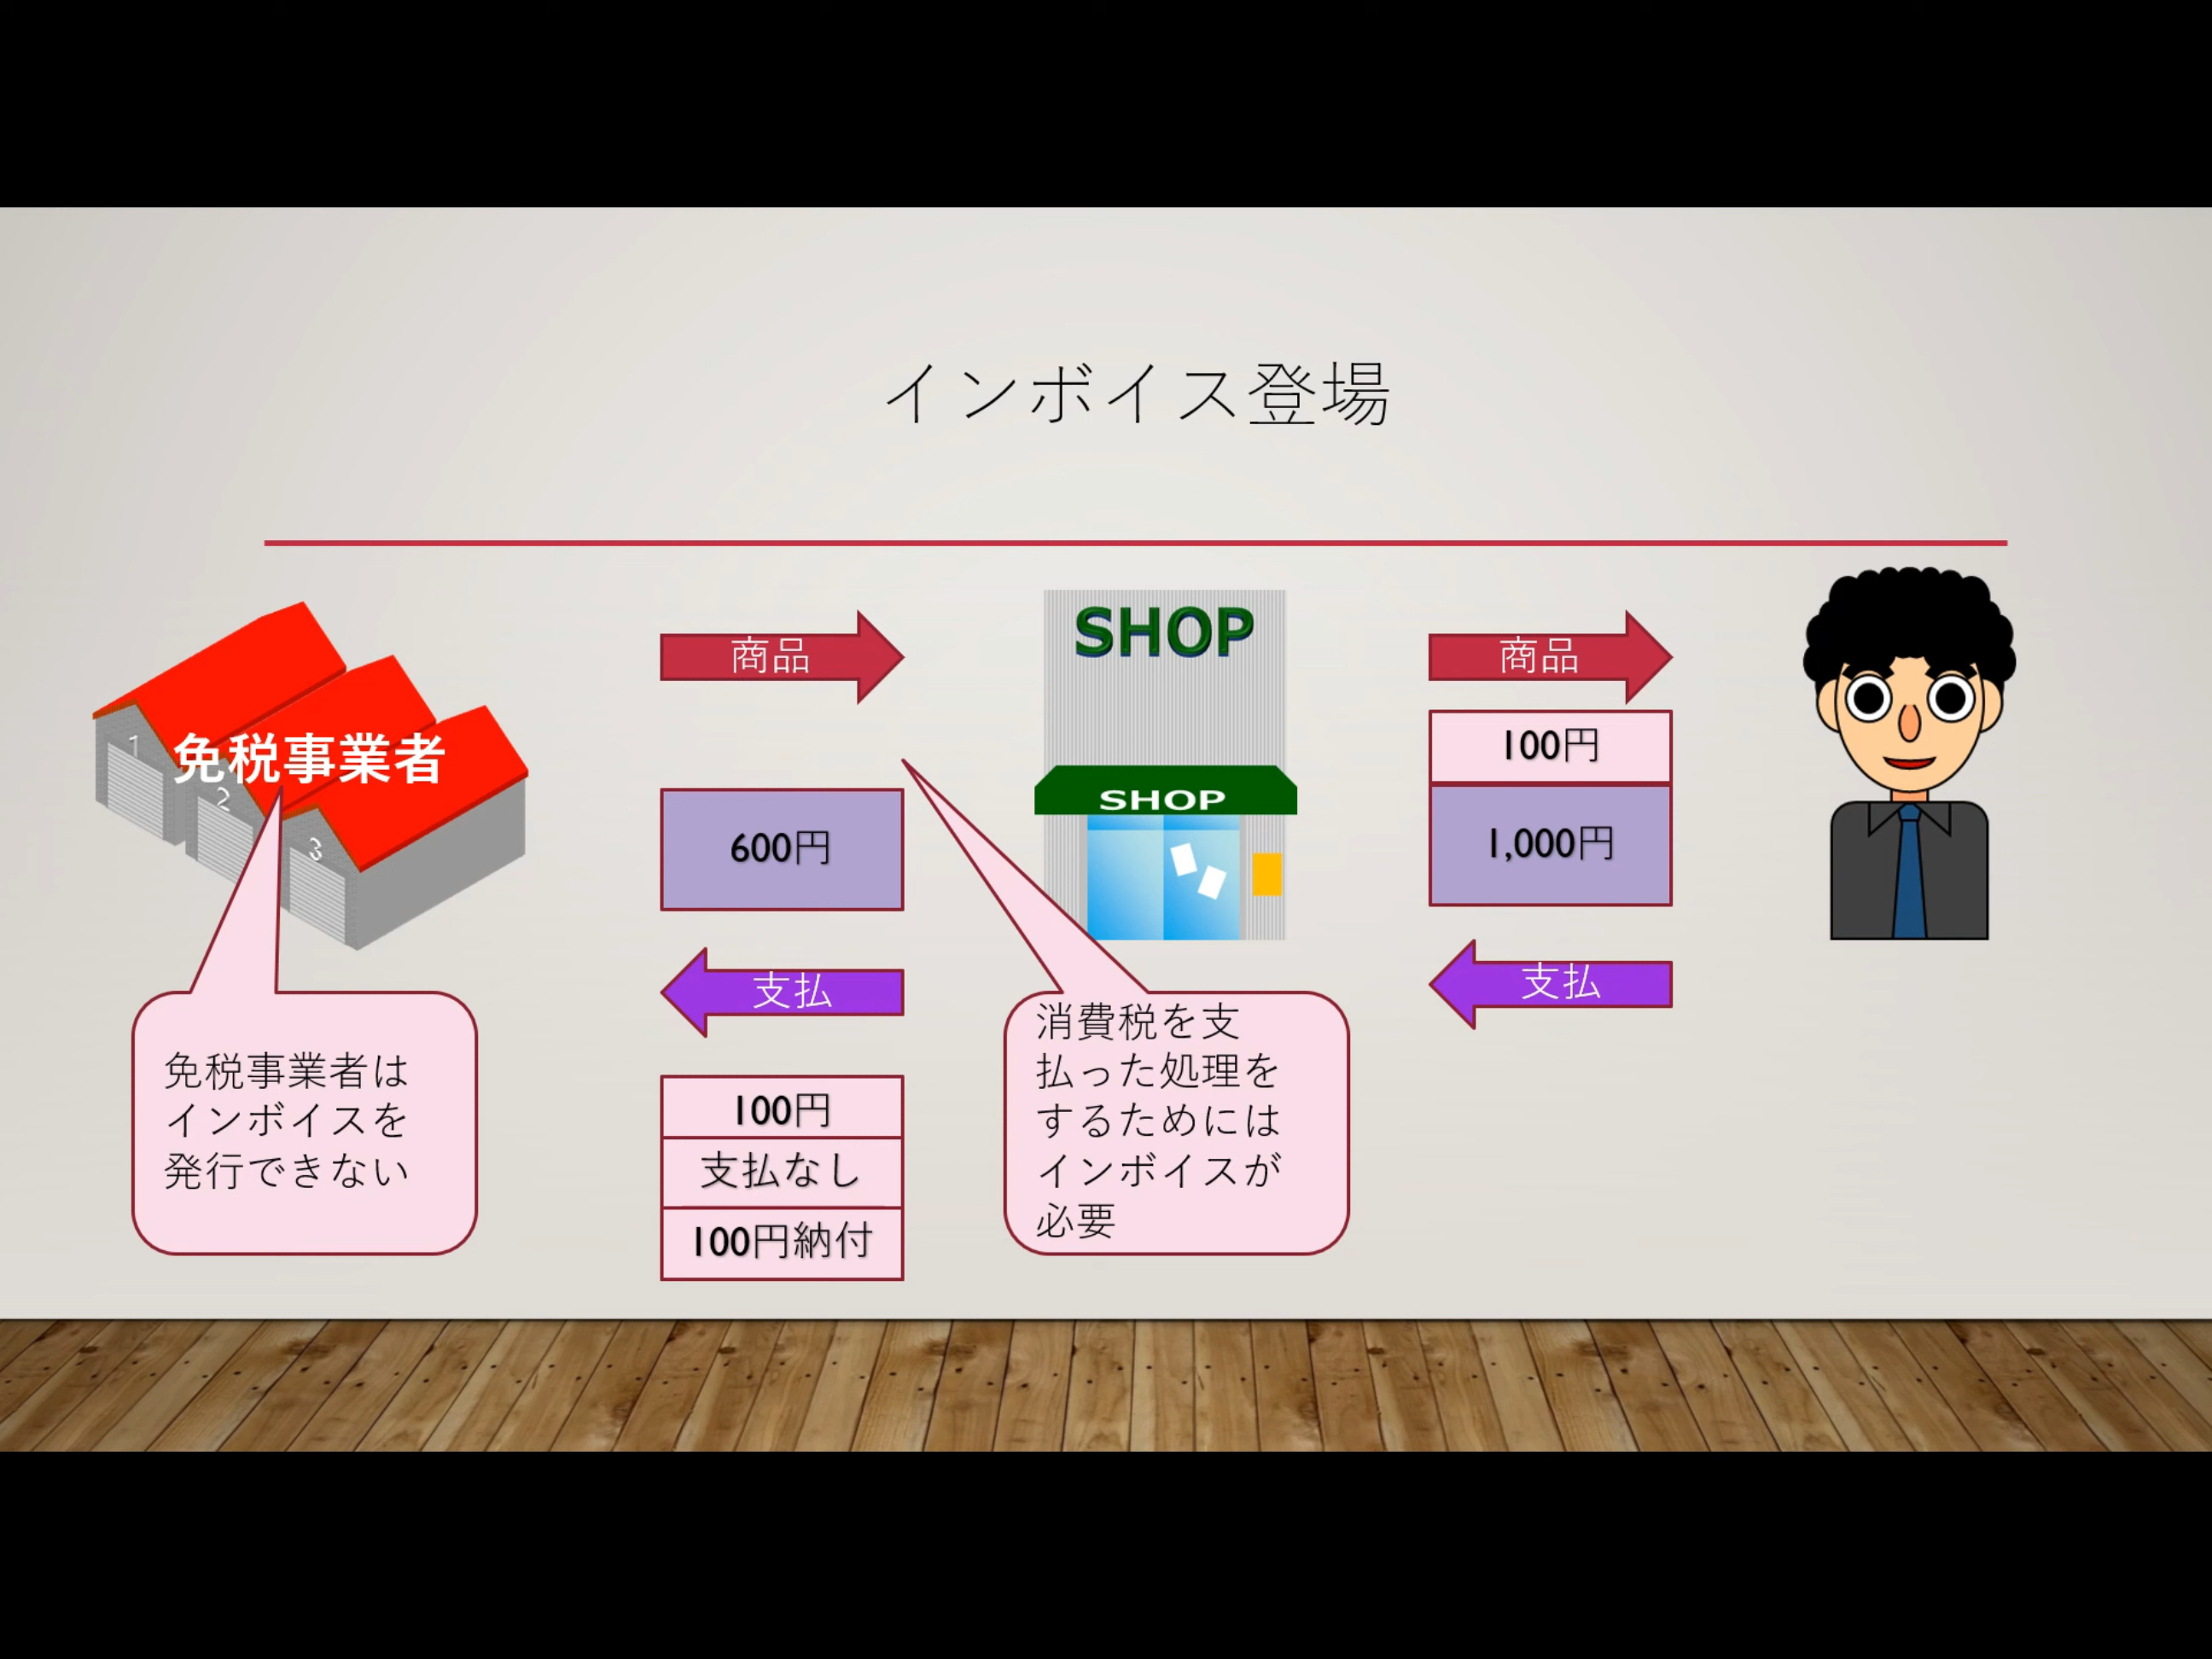 インボイス登場
SHOP
SHOP
免税事業者
1
2
3
商品
600円
支払
100円
支払なし
100円納付
商品
100円
1,000円
支払
免税事業者は
インボイスを
発行できない
消費税を支
払った処理を
するためには
インボイスが
必要